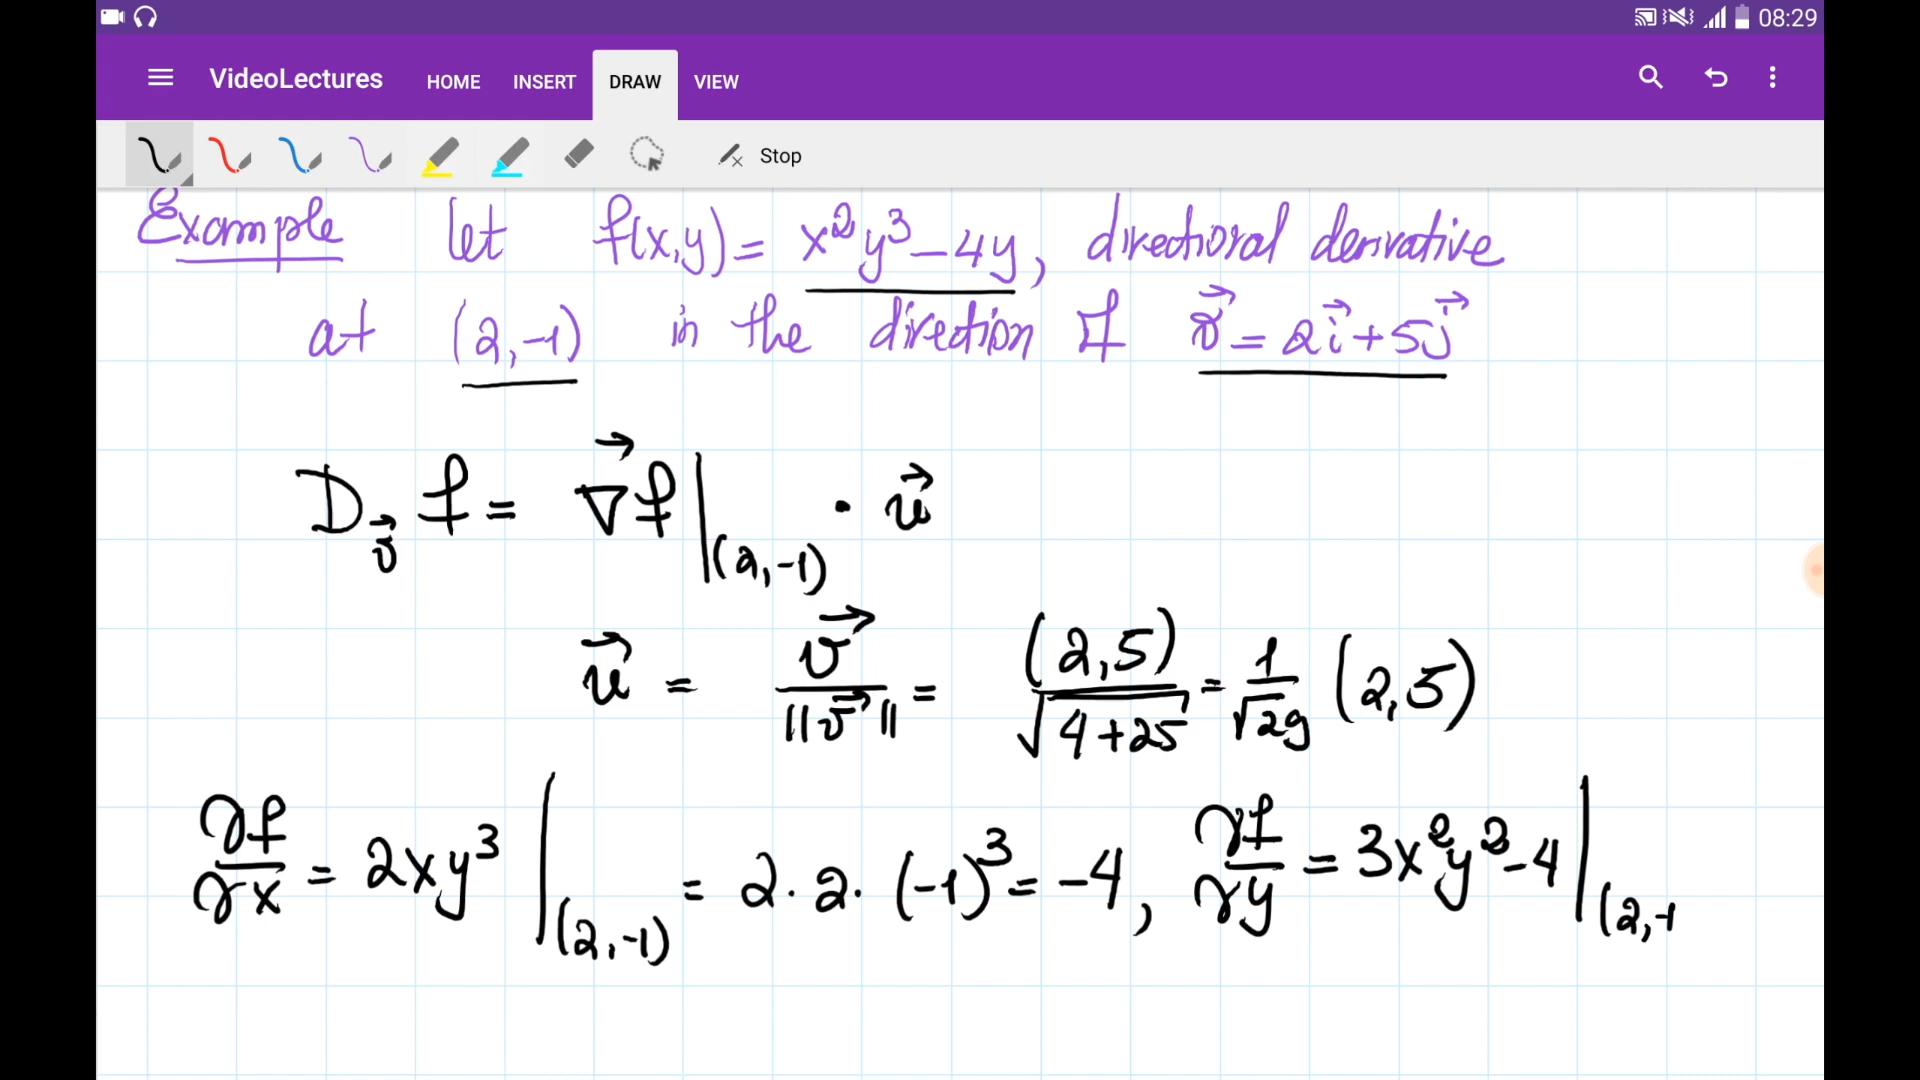 08:29
VideoLectures HOME INSERT DRAW VIEW
Stop
Example let f(x,y) = x²y³ − 4y, directional derivative
at (2,−1) in the direction of v⃗ = 2i⃗ + 5j⃗
D_v⃗ f = ∇⃗f |_(2,−1) · u⃗
u⃗ = v⃗ / ||v⃗|| = (2,5) / √(4+25) = 1/√29 (2,5)
∂f/∂x = 2xy³ |_(2,−1) = 2·2·(−1)³ = −4, ∂f/∂y = 3x²y² − 4 |_(2,−1